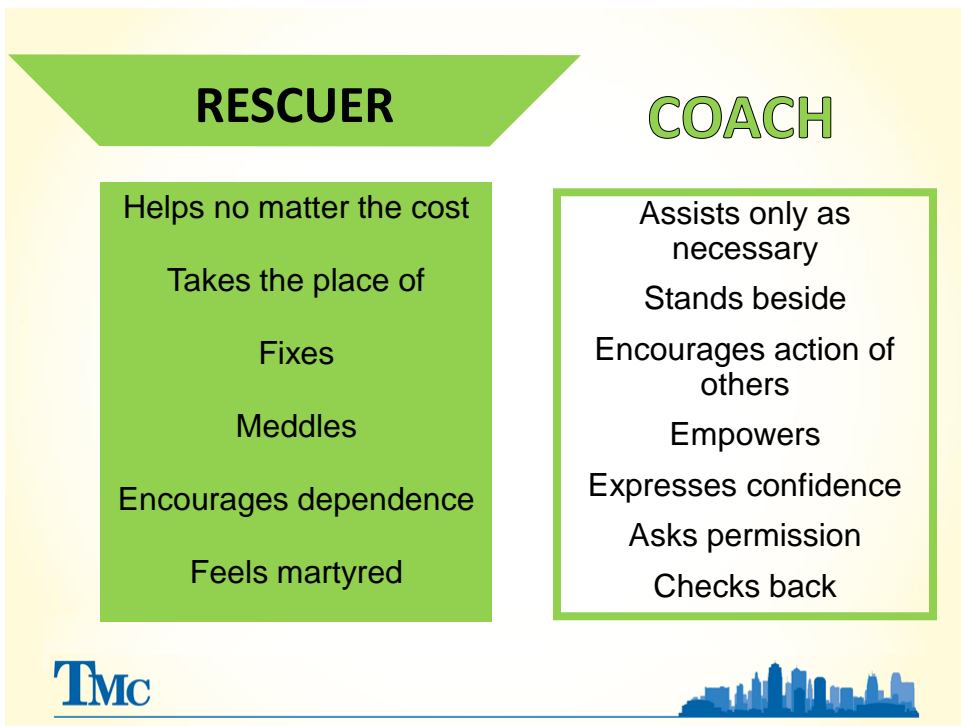 RESCUER
Helps no matter the cost
Takes the place of
Fixes
Meddles
Encourages dependence
Feels martyred
COACH
Assists only as
necessary
Stands beside
Encourages action of
others
Empowers
Expresses confidence
Asks permission
Checks back
TMC